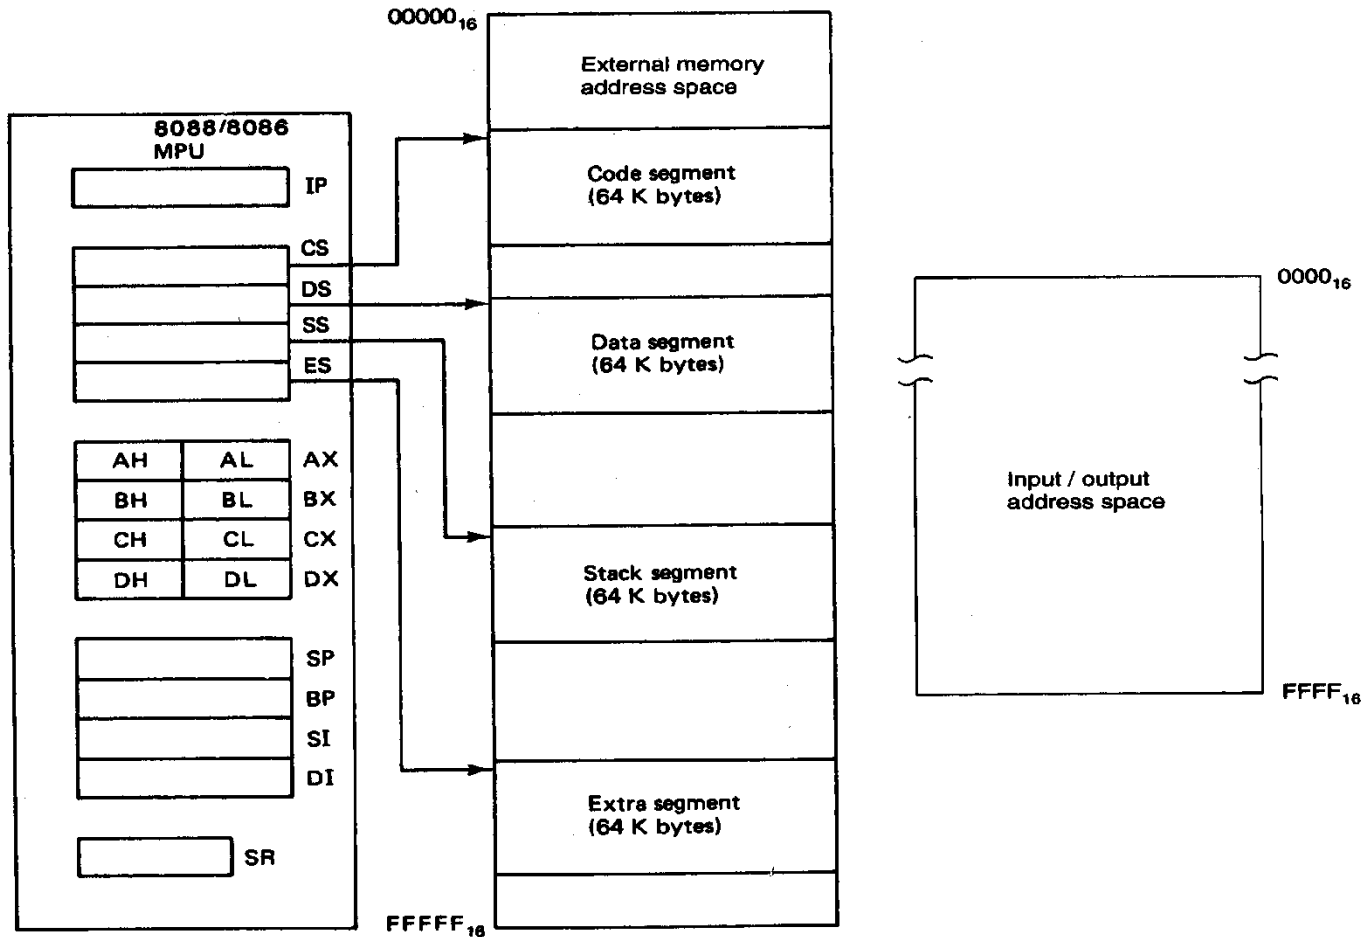 00000₁₆
External memory
address space
8088/8086
MPU
IP
CS
DS
SS
ES
AH AL AX
BH BL BX
CH CL CX
DH DL DX
SP
BP
SI
DI
SR
Code segment
(64 K bytes)
Data segment
(64 K bytes)
Stack segment
(64 K bytes)
Extra segment
(64 K bytes)
FFFFF₁₆
0000₁₆
Input / output
address space
FFFF₁₆